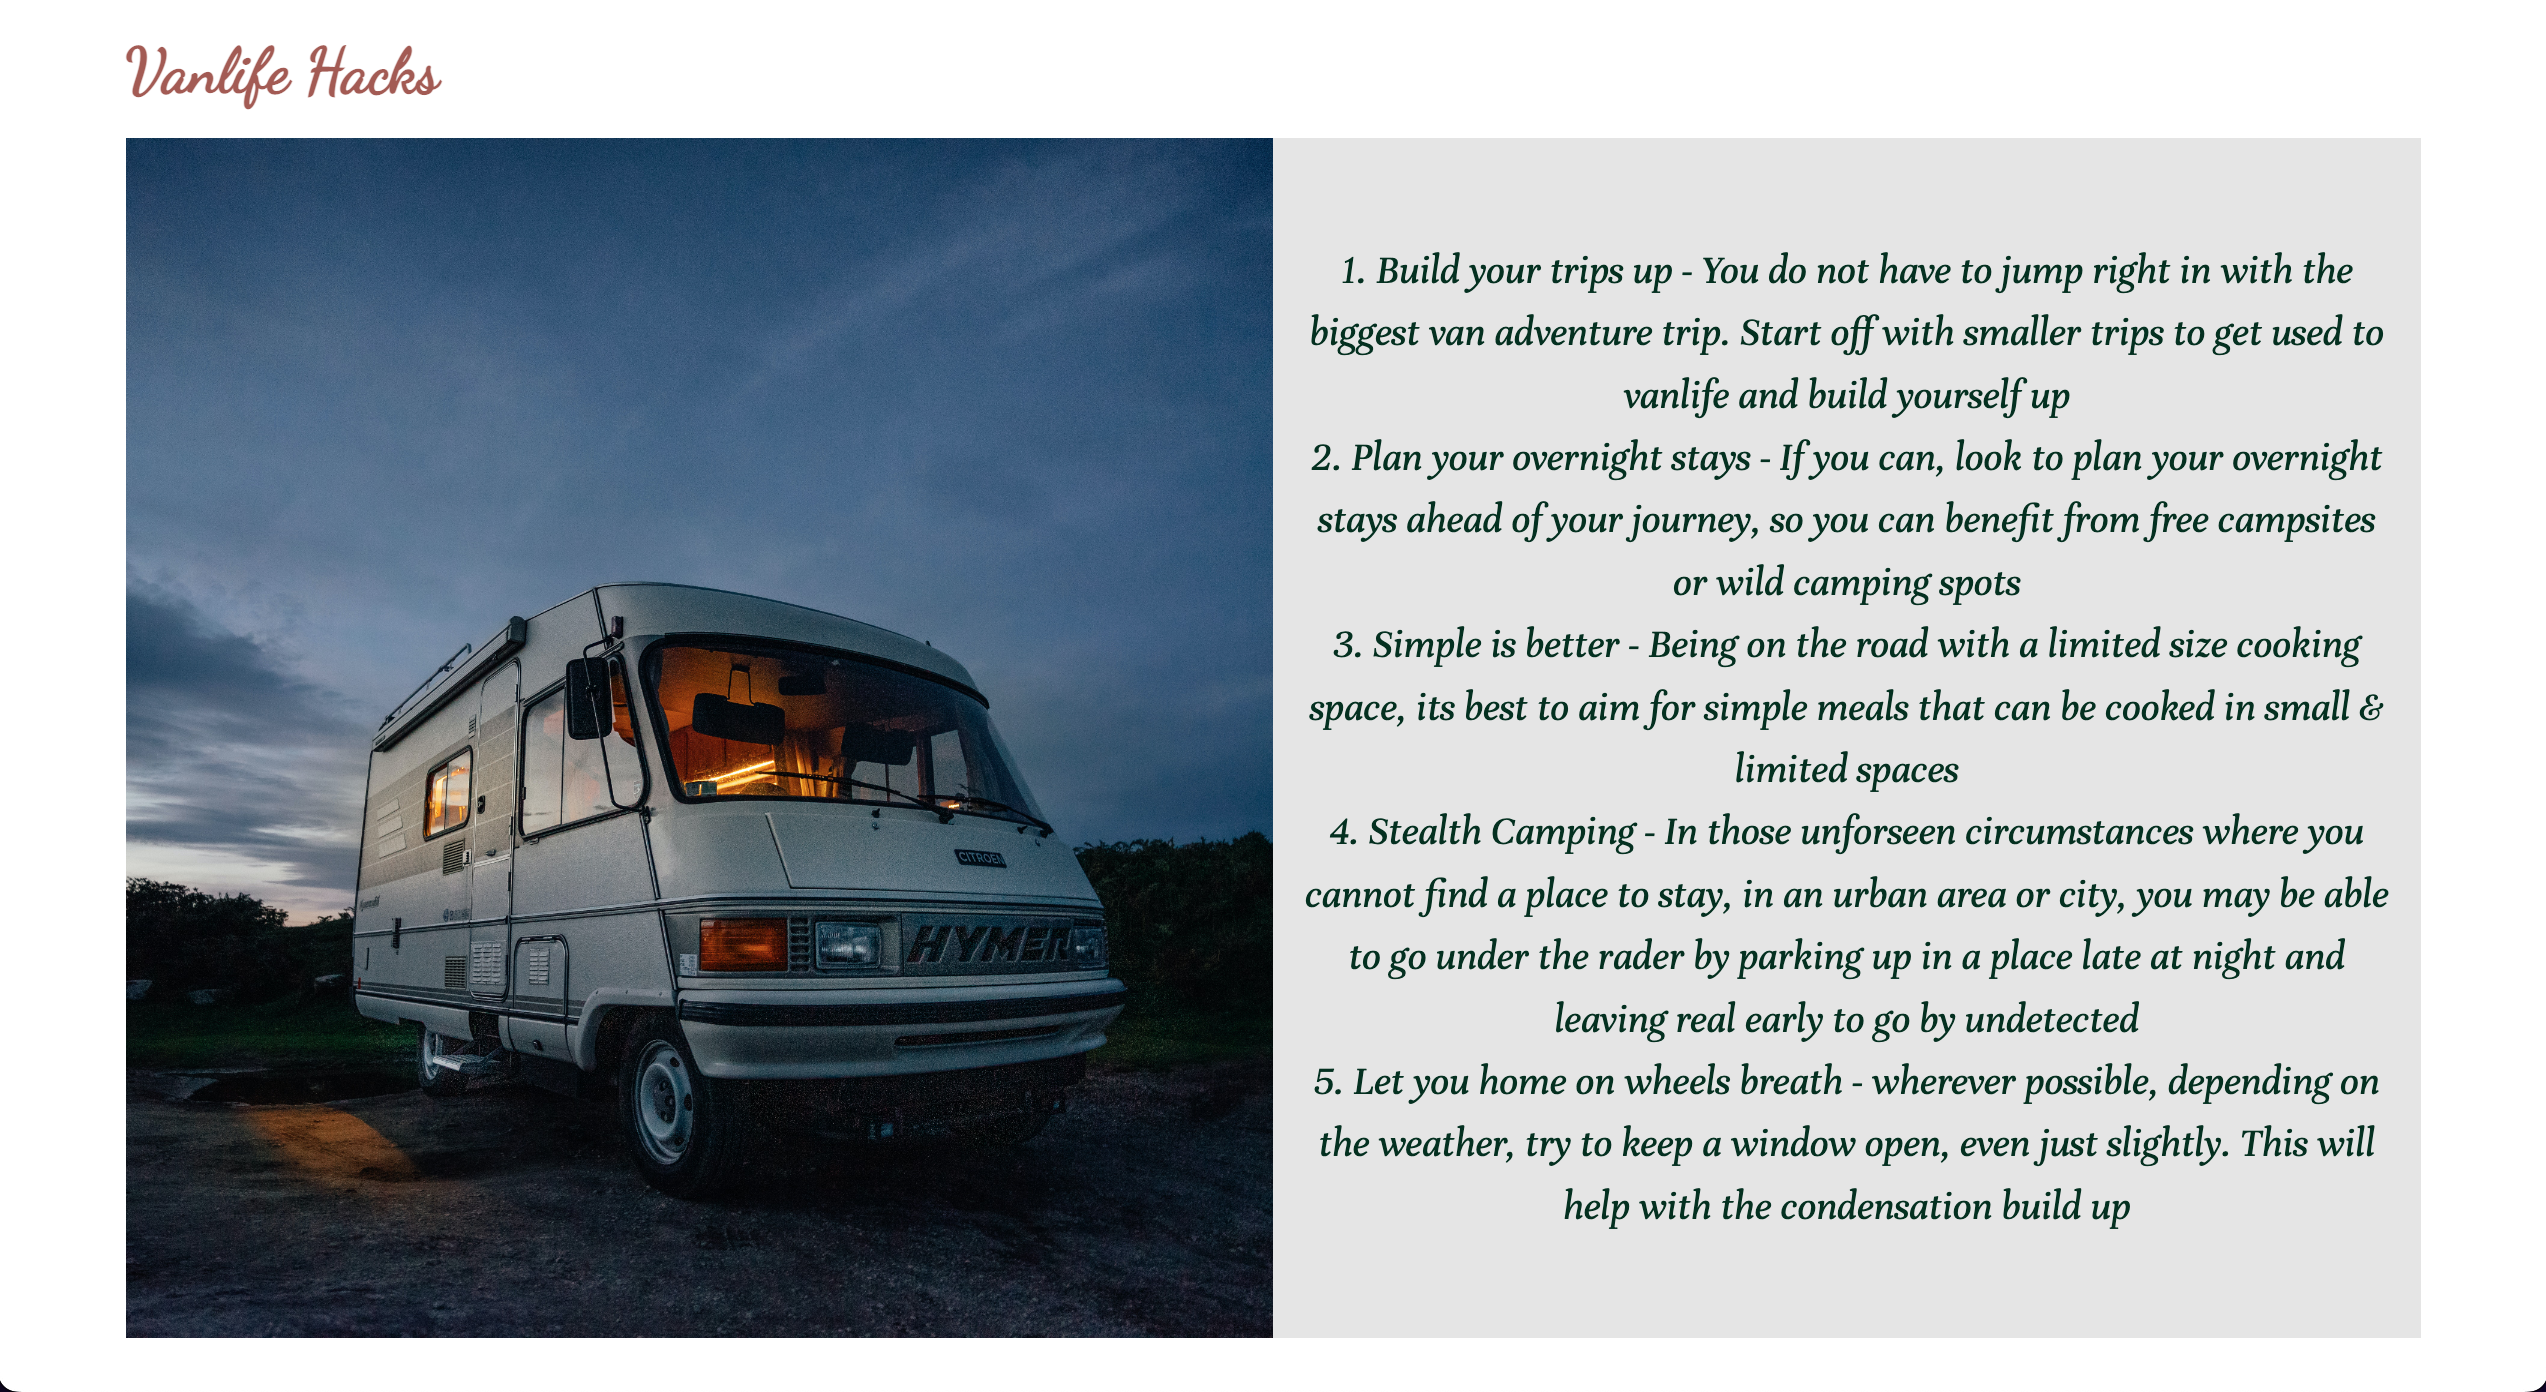 Vanlife Hacks
1. Build your trips up - You do not have to jump right in with the
biggest van adventure trip. Start off with smaller trips to get used to
vanlife and build yourself up
2. Plan your overnight stays - If you can, look to plan your overnight
stays ahead of your journey, so you can benefit from free campsites
or wild camping spots
3. Simple is better - Being on the road with a limited size cooking
space, its best to aim for simple meals that can be cooked in small &
limited spaces
4. Stealth Camping - In those unforseen circumstances where you
cannot find a place to stay, in an urban area or city, you may be able
to go under the rader by parking up in a place late at night and
leaving real early to go by undetected
5. Let you home on wheels breath - wherever possible, depending on
the weather, try to keep a window open, even just slightly. This will
help with the condensation build up
CITROEN
HYMER